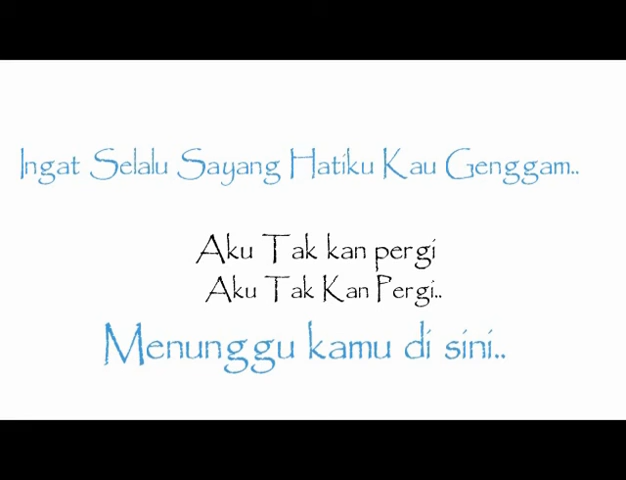 Ingat Selalu Sayang Hatiku Kau Genggam..
Aku Tak kan pergi
Aku Tak Kan Pergi..
Menunggu kamu di sini..